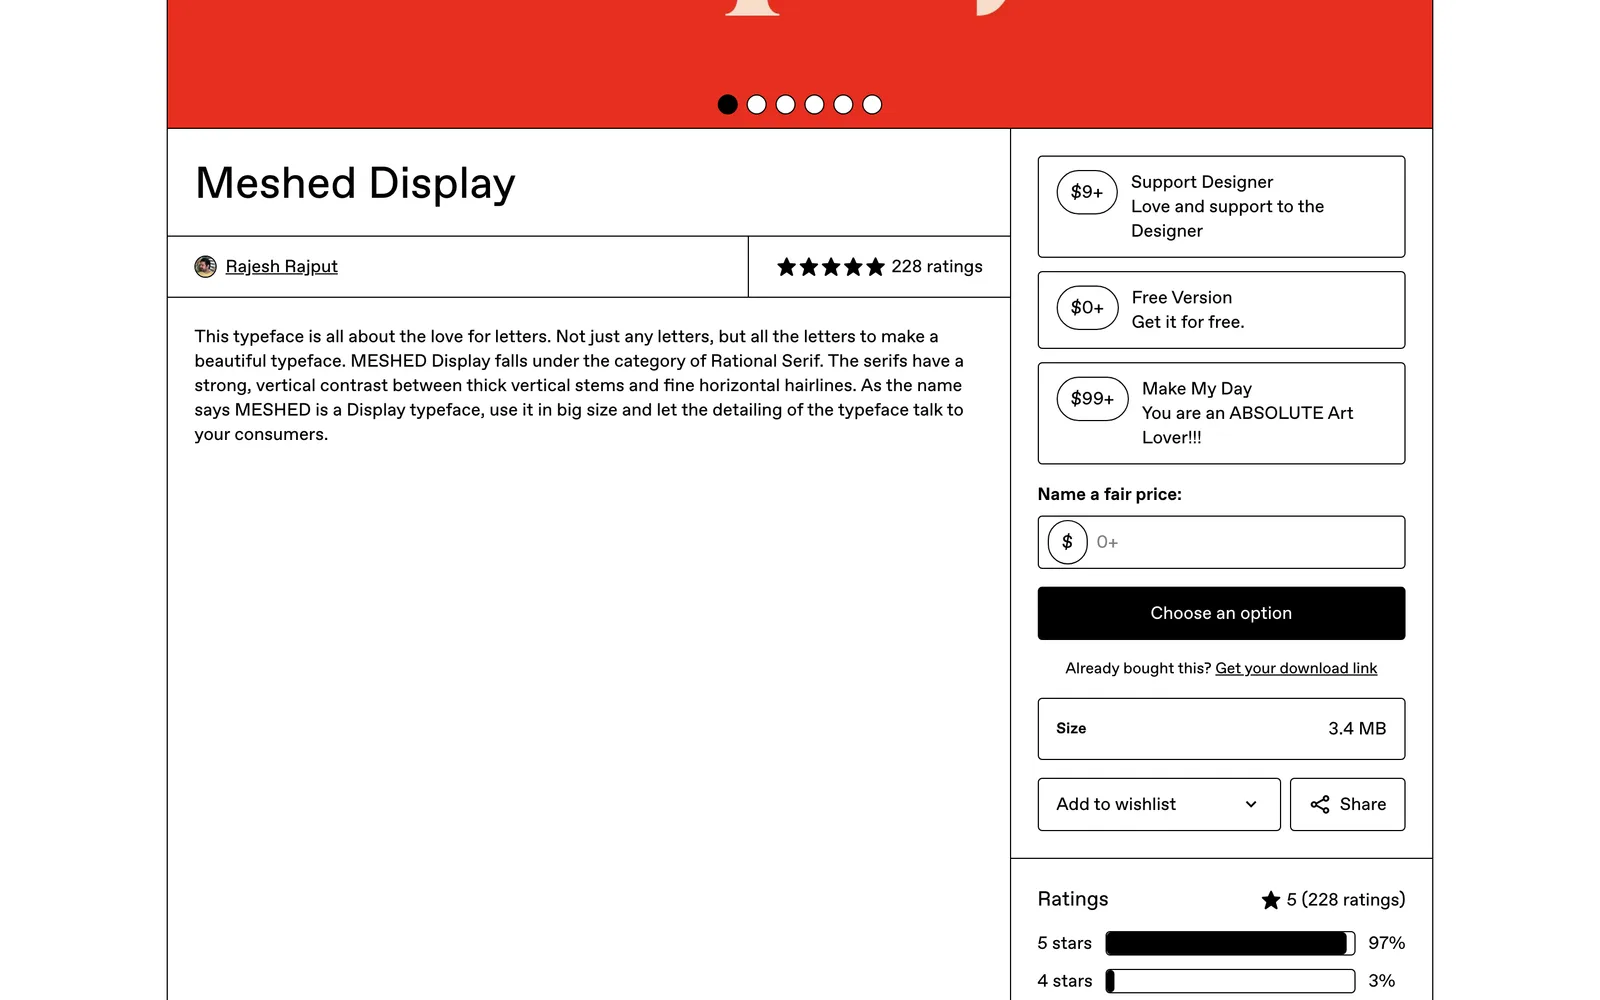 Meshed Display
Rajesh Rajput
228 ratings
This typeface is all about the love for letters. Not just any letters, but all the letters to make a
beautiful typeface. MESHED Display falls under the category of Rational Serif. The serifs have a
strong, vertical contrast between thick vertical stems and fine horizontal hairlines. As the name
says MESHED is a Display typeface, use it in big size and let the detailing of the typeface talk to
your consumers.
$9+
Support Designer
Love and support to the
Designer
$0+
Free Version
Get it for free.
$99+
Make My Day
You are an ABSOLUTE Art
Lover!!!
Name a fair price:
$ 0+
Choose an option
Already bought this? Get your download link
Size 3.4 MB
Add to wishlist
Share
Ratings 5 (228 ratings)
5 stars 97%
4 stars 3%